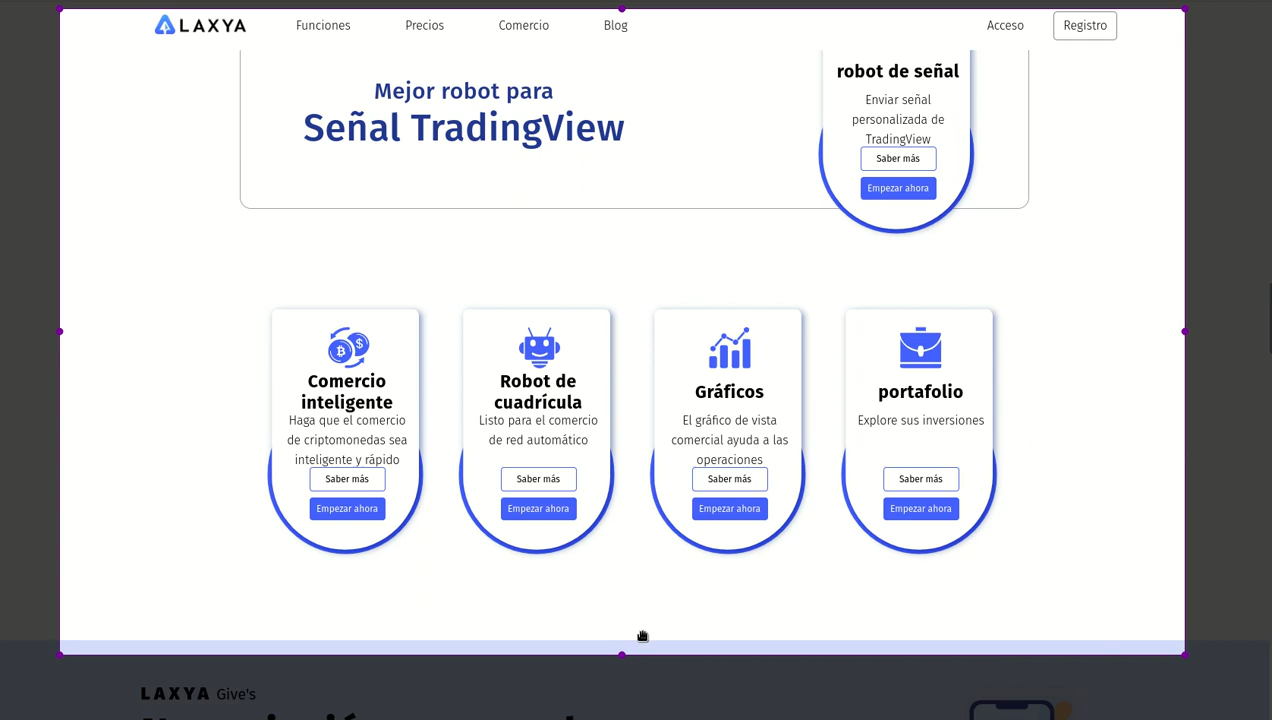 LAXYA Funciones Precios Comercio Blog Acceso Registro
Mejor robot para
Señal TradingView
robot de señal
Enviar señal
personalizada de
TradingView
Saber más
Empezar ahora
Comercio
inteligente
Haga que el comercio
de criptomonedas sea
inteligente y rápido
Saber más
Empezar ahora
Robot de
cuadrícula
Listo para el comercio
de red automático
Saber más
Empezar ahora
Gráficos
El gráfico de vista
comercial ayuda a las
operaciones
Saber más
Empezar ahora
portafolio
Explore sus inversiones
Saber más
Empezar ahora
LAXYA Give's